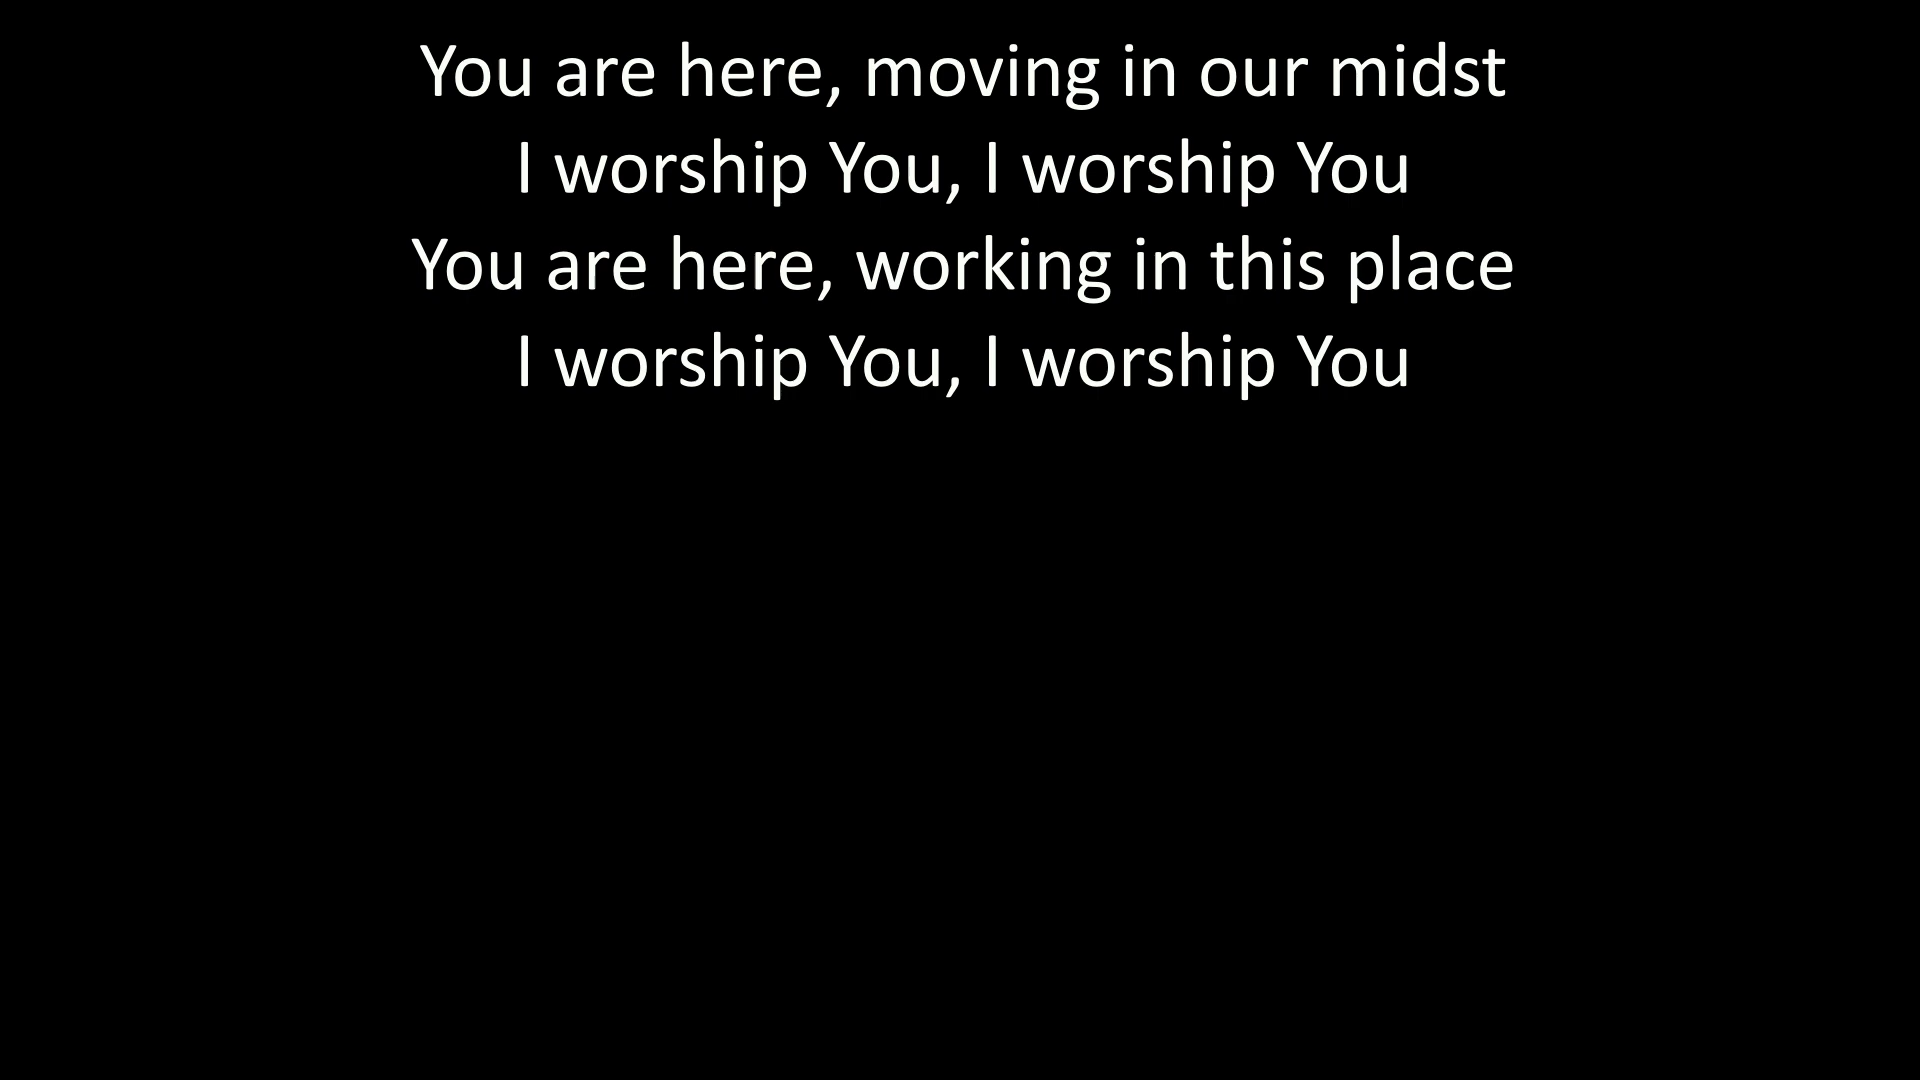 You are here, moving in our midst
I worship You, I worship You
You are here, working in this place
I worship You, I worship You